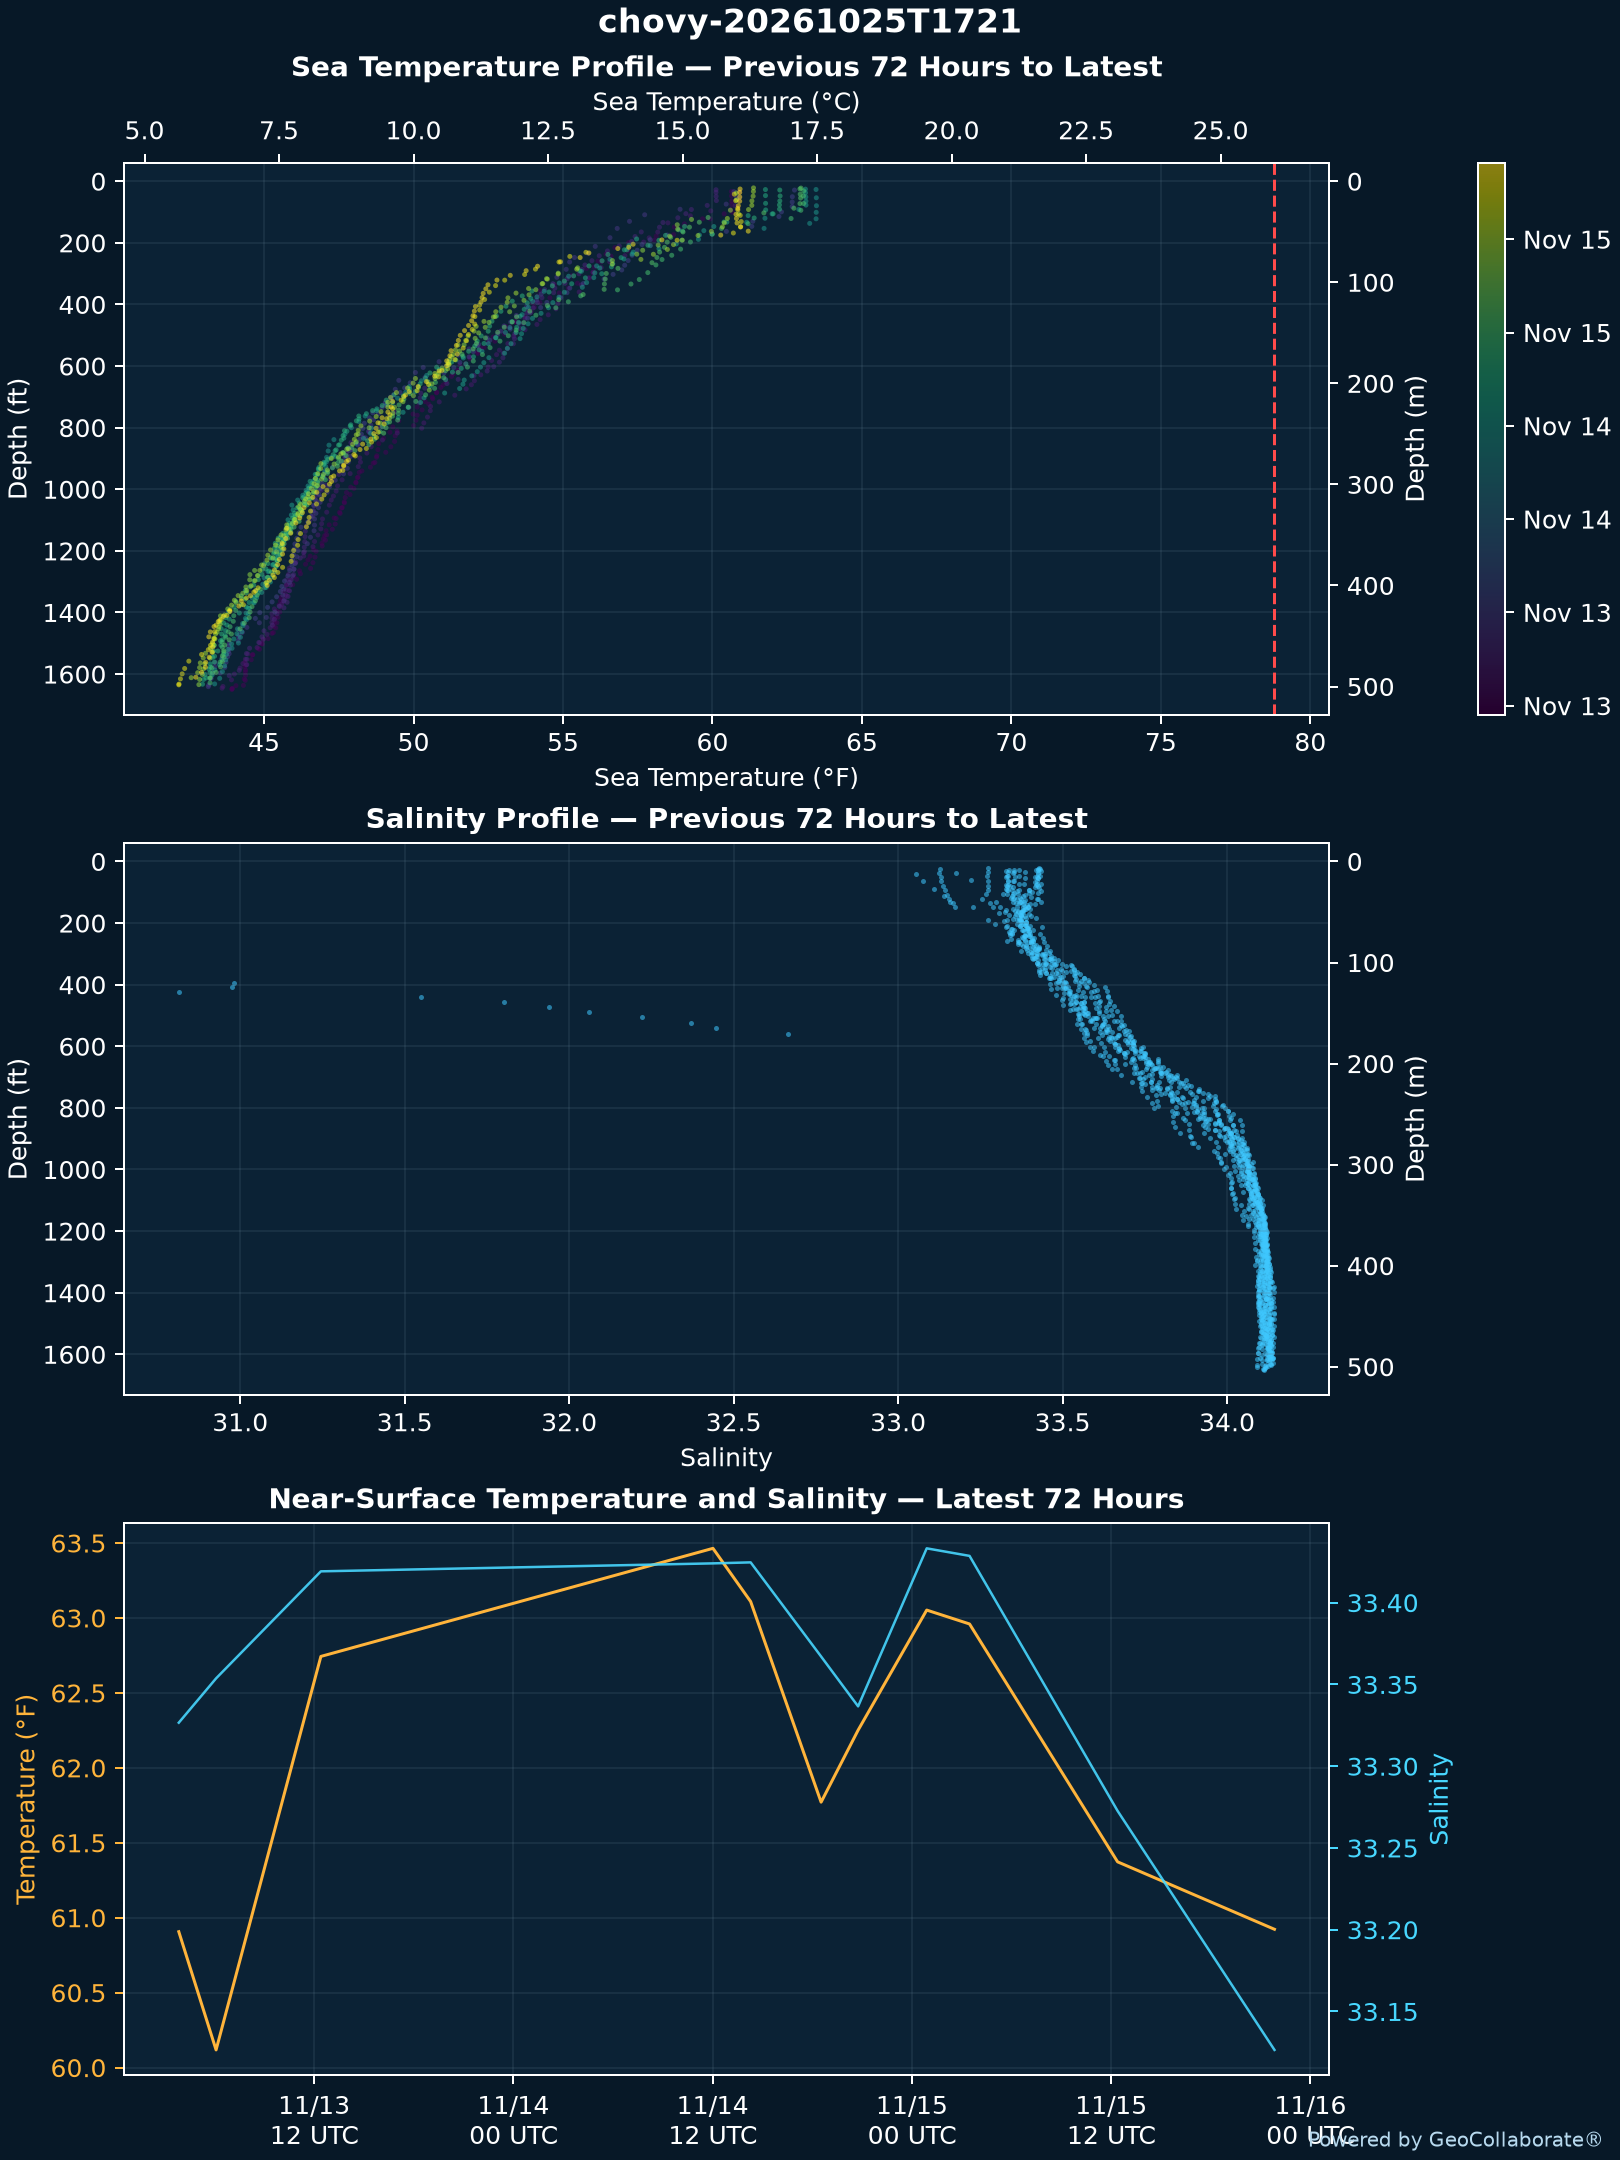 chovy-20261025T1721
Sea Temperature Profile — Previous 72 Hours to Latest
Sea Temperature (°C)
5.0 7.5 10.0 12.5 15.0 17.5 20.0 22.5 25.0
0
200
400
600
800
1000
1200
1400
1600
Depth (ft)
0
100
200
300
400
500
Depth (m)
Nov 15
Nov 15
Nov 14
Nov 14
Nov 13
Nov 13
45 50 55 60 65 70 75 80
Sea Temperature (°F)
Salinity Profile — Previous 72 Hours to Latest
0
200
400
600
800
1000
1200
1400
1600
Depth (ft)
0
100
200
300
400
500
Depth (m)
31.0 31.5 32.0 32.5 33.0 33.5 34.0
Salinity
Near-Surface Temperature and Salinity — Latest 72 Hours
63.5
63.0
62.5
62.0
61.5
61.0
60.5
60.0
Temperature (°F)
33.40
33.35
33.30
33.25
33.20
33.15
Salinity
11/13 11/14 11/14 11/15 11/15 11/16
12 UTC 00 UTC 12 UTC 00 UTC 12 UTC 00 UTC
Powered by GeoCollaborate®